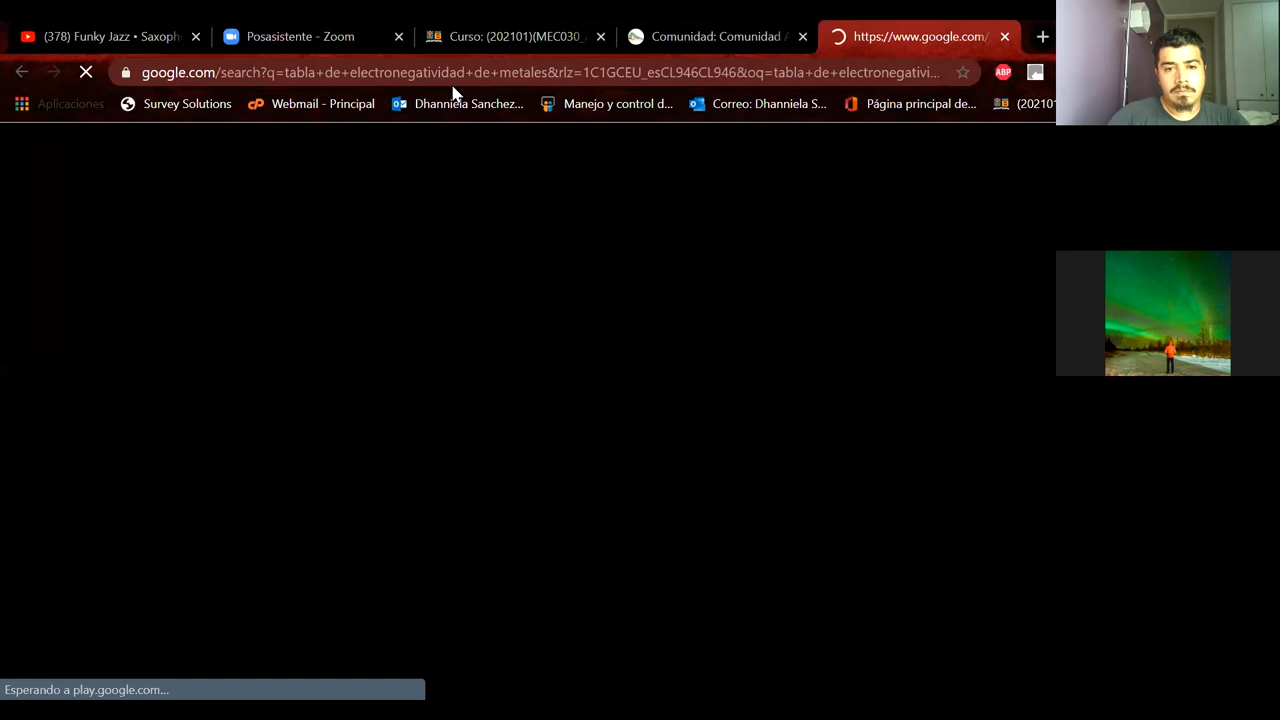 (378) Funky Jazz • Saxoph
Posasistente - Zoom
Curso: (202101)(MEC030_
Comunidad: Comunidad A
https://www.google.com/
google.com/search?q=tabla+de+electronegatividad+de+metales&rlz=1C1GCEU_esCL946CL946&oq=tabla+de+electronegativi...
ABP
Aplicaciones
Survey Solutions
cP Webmail - Principal
Dhanniela Sanchez...
Manejo y control d...
Correo: Dhanniela S...
Página principal de...
(20210
Esperando a play.google.com...